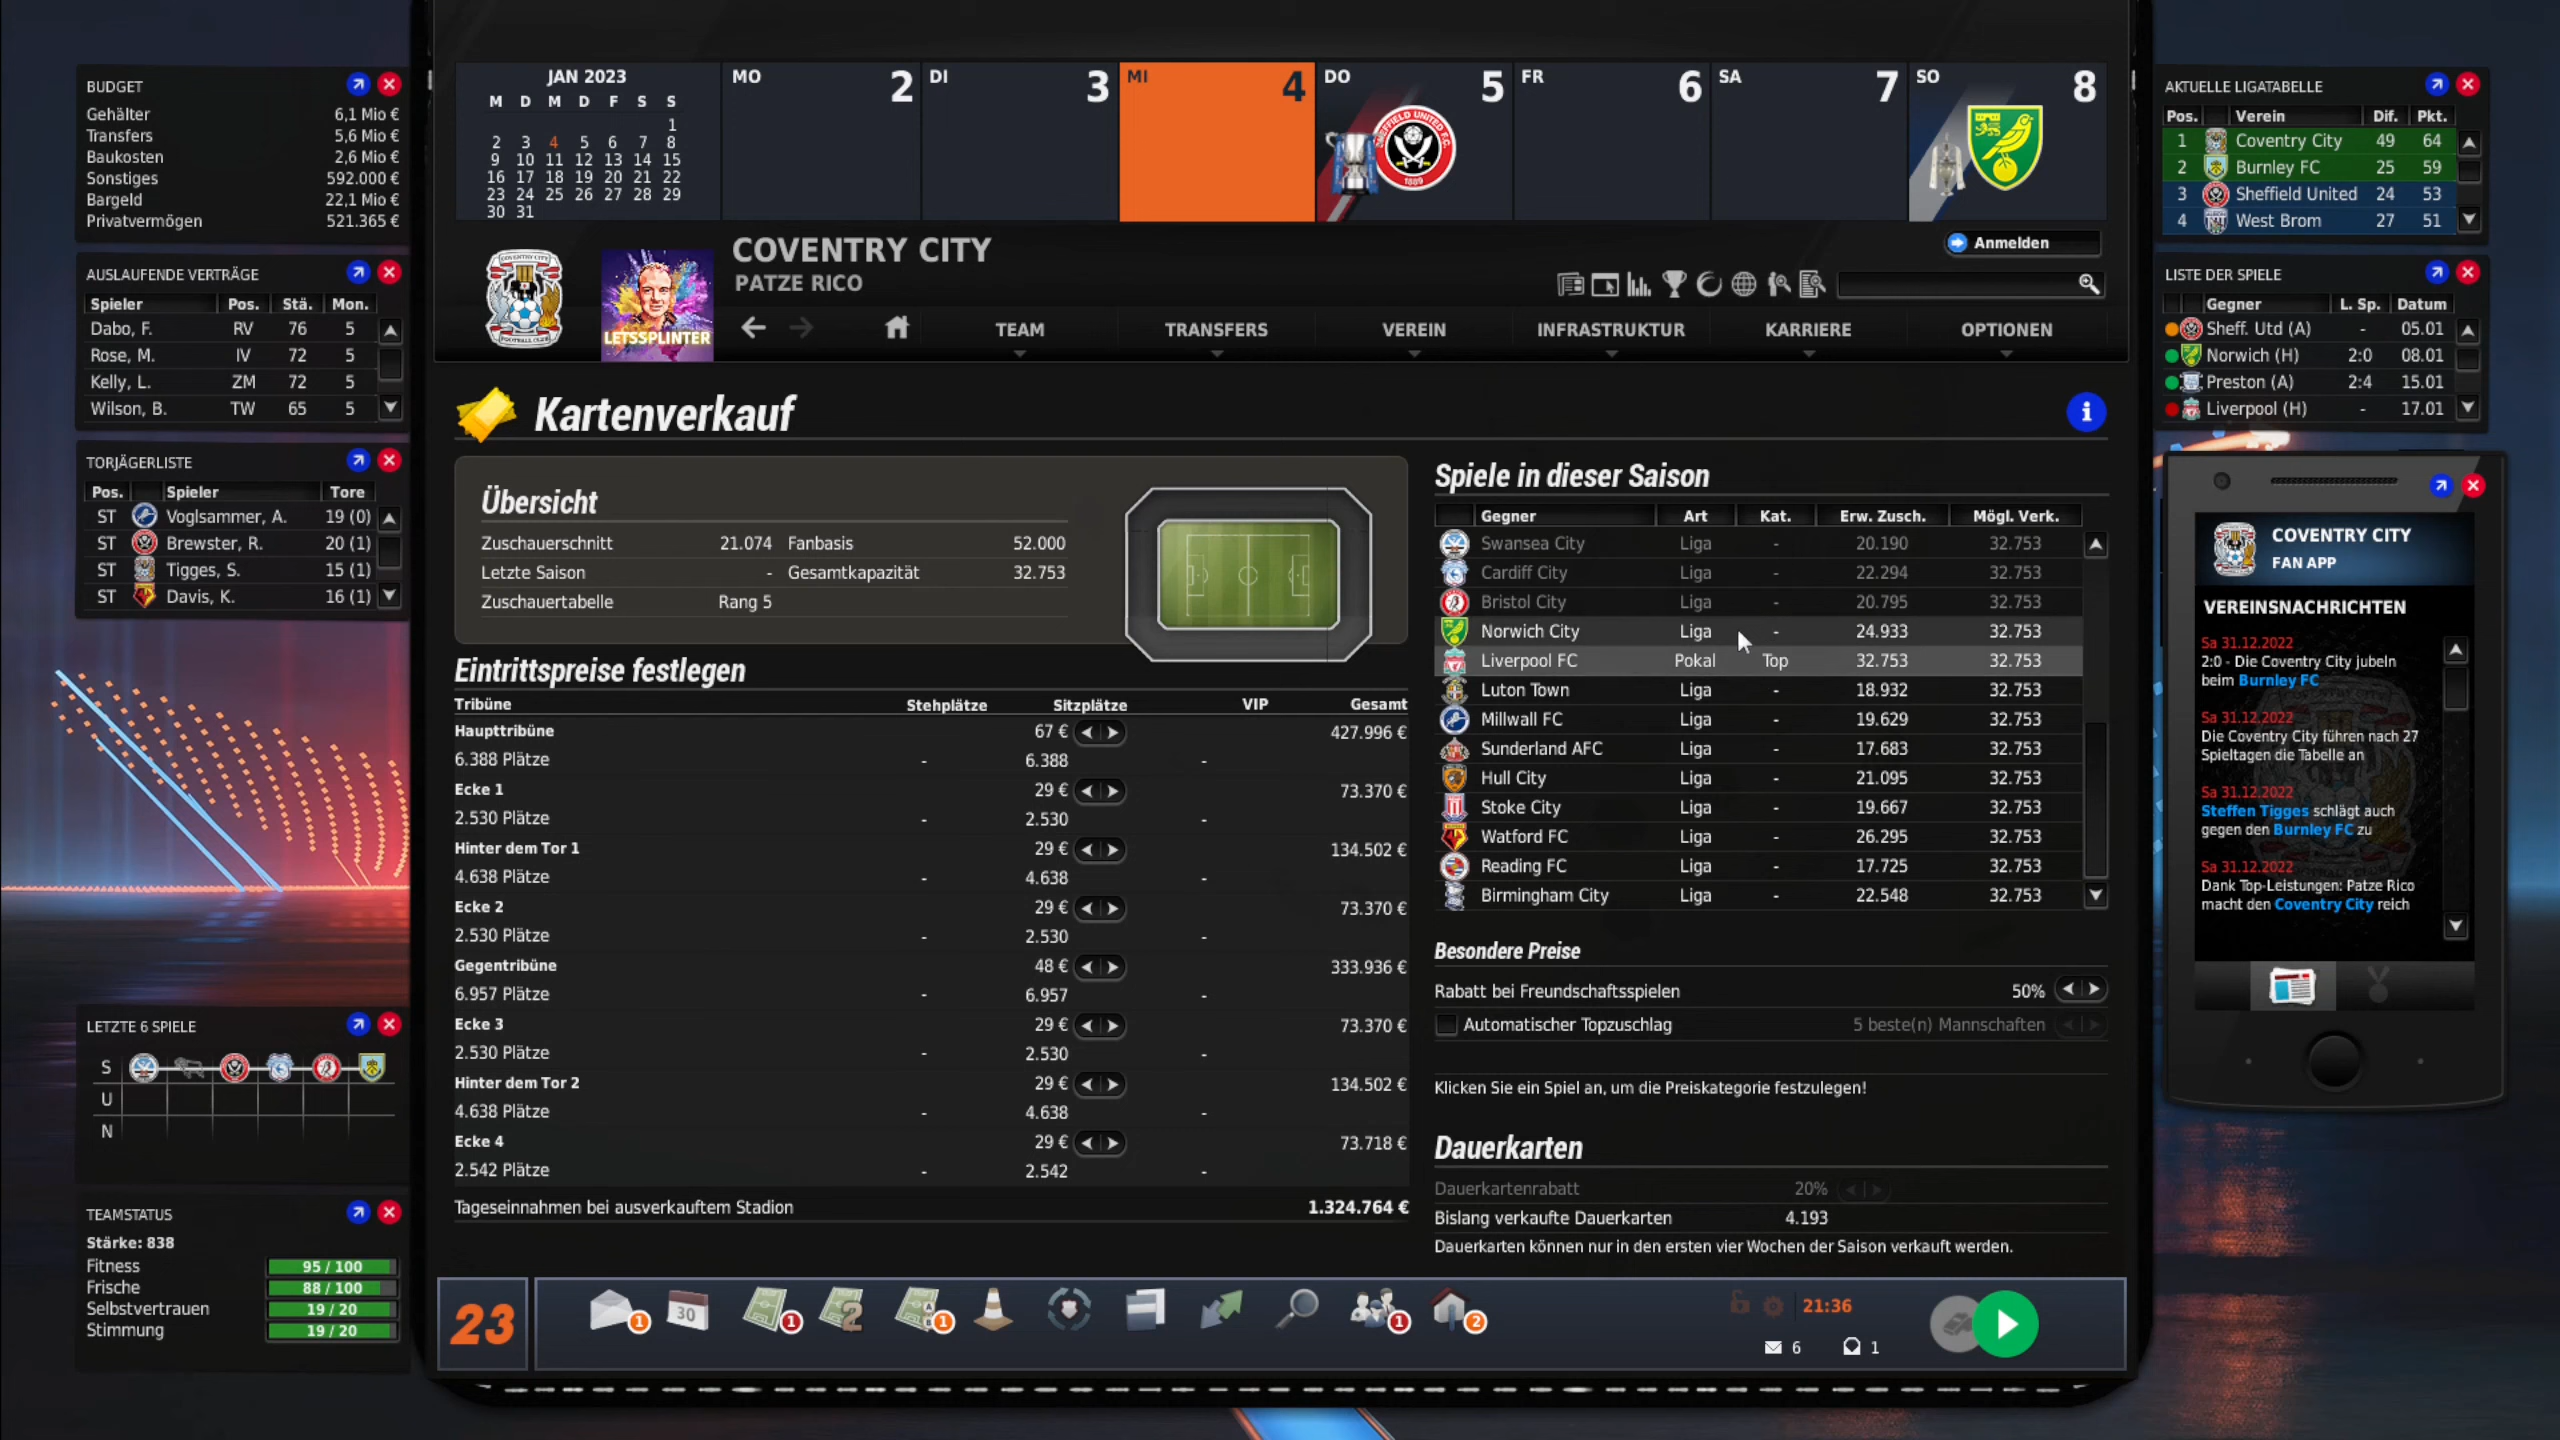 BUDGET
Gehälter 6,1 Mio €
Transfers 5,6 Mio €
Baukosten 2,6 Mio €
Sonstiges 592.000 €
Bargeld 22,1 Mio €
Privatvermögen 521.365 €
AUSLAUFENDE VERTRÄGE
Spieler Pos. Stä. Mon.
Dabo, F. RV 76 5
Rose, M. IV 72 5
Kelly, L. ZM 72 5
Wilson, B. TW 65 5
TORJÄGERLISTE
Pos. Spieler Tore
ST Voglsammer, A. 19 (0)
ST Brewster, R. 20 (1)
ST Tigges, S. 15 (1)
ST Davis, K. 16 (1)
LETZTE 6 SPIELE
S
U
N
TEAMSTATUS
Stärke: 838
Fitness 95 / 100
Frische 88 / 100
Selbstvertrauen 19 / 20
Stimmung 19 / 20
JAN 2023
M D M D F S S
1
2 3 4 5 6 7 8
9 10 11 12 13 14 15
16 17 18 19 20 21 22
23 24 25 26 27 28 29
30 31
MO 2 DI 3 MI 4 DO 5 FR 6 SA 7 SO 8
COVENTRY CITY
PATZE RICO
LETSSPLINTER
Anmelden
TEAM TRANSFERS VEREIN INFRASTRUKTUR KARRIERE OPTIONEN
Kartenverkauf
Übersicht
Zuschauerschnitt 21.074 Fanbasis 52.000
Letzte Saison - Gesamtkapazität 32.753
Zuschauertabelle Rang 5
Eintrittspreise festlegen
Tribüne Stehplätze Sitzplätze VIP Gesamt
Haupttribüne 67 € 427.996 €
6.388 Plätze - 6.388 -
Ecke 1 29 € 73.370 €
2.530 Plätze - 2.530 -
Hinter dem Tor 1 29 € 134.502 €
4.638 Plätze - 4.638 -
Ecke 2 29 € 73.370 €
2.530 Plätze - 2.530 -
Gegentribüne 48 € 333.936 €
6.957 Plätze - 6.957 -
Ecke 3 29 € 73.370 €
2.530 Plätze - 2.530 -
Hinter dem Tor 2 29 € 134.502 €
4.638 Plätze - 4.638 -
Ecke 4 29 € 73.718 €
2.542 Plätze - 2.542 -
Tageseinnahmen bei ausverkauftem Stadion 1.324.764 €
Spiele in dieser Saison
Gegner Art Kat. Erw. Zusch. Mögl. Verk.
Swansea City Liga - 20.190 32.753
Cardiff City Liga - 22.294 32.753
Bristol City Liga - 20.795 32.753
Norwich City Liga - 24.933 32.753
Liverpool FC Pokal Top 32.753 32.753
Luton Town Liga - 18.932 32.753
Millwall FC Liga - 19.629 32.753
Sunderland AFC Liga - 17.683 32.753
Hull City Liga - 21.095 32.753
Stoke City Liga - 19.667 32.753
Watford FC Liga - 26.295 32.753
Reading FC Liga - 17.725 32.753
Birmingham City Liga - 22.548 32.753
Besondere Preise
Rabatt bei Freundschaftsspielen 50%
Automatischer Topzuschlag 5 beste(n) Mannschaften
Klicken Sie ein Spiel an, um die Preiskategorie festzulegen!
Dauerkarten
Dauerkartenrabatt 20%
Bislang verkaufte Dauerkarten 4.193
Dauerkarten können nur in den ersten vier Wochen der Saison verkauft werden.
23 1 30 1 2 1 1 2 21:36
6 1
AKTUELLE LIGATABELLE
Pos. Verein Dif. Pkt.
1 Coventry City 49 64
2 Burnley FC 25 59
3 Sheffield United 24 53
4 West Brom 27 51
LISTE DER SPIELE
Gegner L. Sp. Datum
Sheff. Utd (A) - 05.01
Norwich (H) 2:0 08.01
Preston (A) 2:4 15.01
Liverpool (H) - 17.01
COVENTRY CITY
FAN APP
VEREINSNACHRICHTEN
Sa 31.12.2022
2:0 - Die Coventry City jubeln
beim Burnley FC
Sa 31.12.2022
Die Coventry City führen nach 27
Spieltagen die Tabelle an
Sa 31.12.2022
Steffen Tigges schlägt auch
gegen den Burnley FC zu
Sa 31.12.2022
Dank Top-Leistungen: Patze Rico
macht den Coventry City reich